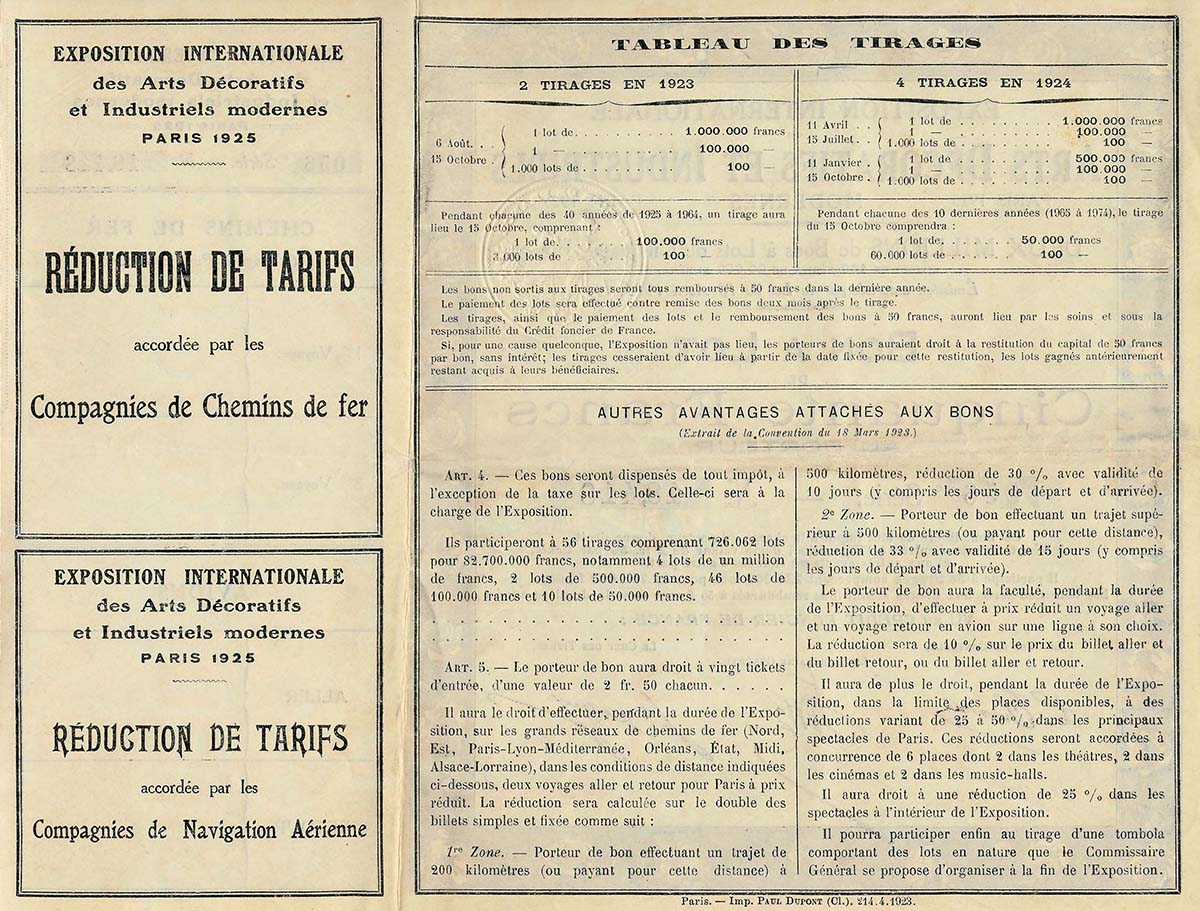 EXPOSITION INTERNATIONALE
des Arts Décoratifs
et Industriels modernes
PARIS 1925
RÉDUCTION DE TARIFS
accordée par les
Compagnies de Chemins de fer
EXPOSITION INTERNATIONALE
des Arts Décoratifs
et Industriels modernes
PARIS 1925
RÉDUCTION DE TARIFS
accordée par les
Compagnies de Navigation Aérienne
TABLEAU DES TIRAGES
2 TIRAGES EN 1923
6 Août. . .
15 Octobre .
1 lot de. . . . . . . . . . 1.000.000 francs
1 — . . . . . . . . . . 100.000 —
1.000 lots de . . . . . . . . 100
4 TIRAGES EN 1924
11 Avril . .
15 Juillet. .
1 lot de . . . . . . . . . . 1.000.000 francs
1 — . . . . . . . . . . 100.000 —
1.000 lots de . . . . . . . . . 100 —
11 Janvier .
15 Octobre .
1 lot de . . . . . . . . . . 500.000 francs
1 — . . . . . . . . . . 100.000 —
1.000 lots de . . . . . . . . . 100 —
Pendant chacune des 40 années de 1925 à 1964, un tirage aura
lieu le 15 Octobre, comprenant :
1 lot de. . . . . . . 100.000 francs
3.000 lots de . . . . . . 100 —
Pendant chacune des 10 dernières années (1965 à 1974), le tirage
du 15 Octobre comprendra :
1 lot de. . . . . . . 50.000 francs
60.000 lots de . . . . . . 100 —
Les bons non sortis aux tirages seront tous remboursés à 50 francs dans la dernière année.
Le paiement des lots sera effectué contre remise des bons deux mois après le tirage.
Les tirages, ainsi que le paiement des lots et le remboursement des bons à 50 francs, auront lieu par les soins et sous la
responsabilité du Crédit foncier de France.
Si, pour une cause quelconque, l'Exposition n'avait pas lieu, les porteurs de bons auraient droit à la restitution du capital de 50 francs
par bon, sans intérêt; les tirages cesseraient d'avoir lieu à partir de la date fixée pour cette restitution, les lots gagnés antérieurement
restant acquis à leurs bénéficiaires.
AUTRES AVANTAGES ATTACHÉS AUX BONS
(Extrait de la Convention du 18 Mars 1923.)
ART. 4. — Ces bons seront dispensés de tout impôt, à
l'exception de la taxe sur les lots. Celle-ci sera à la
charge de l'Exposition.
Ils participeront à 56 tirages comprenant 726.062 lots
pour 82.700.000 francs, notamment 4 lots de un million
de francs, 2 lots de 500.000 francs, 46 lots de
100.000 francs et 10 lots de 50.000 francs.
. . . . . . . . . . . . . . . . . . . . . . . .
. . . . . . . . . . . . . . . . . . . . . . . .
ART. 5. — Le porteur de bon aura droit à vingt tickets
d'entrée, d'une valeur de 2 fr. 50 chacun. . . . . .
Il aura le droit d'effectuer, pendant la durée de l'Expo-
sition, sur les grands réseaux de chemins de fer (Nord,
Est, Paris-Lyon-Méditerranée, Orléans, État, Midi,
Alsace-Lorraine), dans les conditions de distance indiquées
ci-dessous, deux voyages aller et retour pour Paris à prix
réduit. La réduction sera calculée sur le double des
billets simples et fixée comme suit :
1re Zone. — Porteur de bon effectuant un trajet de
200 kilomètres (ou payant pour cette distance) à
500 kilomètres, réduction de 30 % avec validité de
10 jours (y compris les jours de départ et d'arrivée).
2e Zone. — Porteur de bon effectuant un trajet supé-
rieur à 500 kilomètres (ou payant pour cette distance),
réduction de 33 % avec validité de 15 jours (y compris
les jours de départ et d'arrivée).
Le porteur de bon aura la faculté, pendant la durée
de l'Exposition, d'effectuer à prix réduit un voyage aller
et un voyage retour en avion sur une ligne à son choix.
La réduction sera de 10 % sur le prix du billet aller et
du billet retour, ou du billet aller et retour.
Il aura de plus le droit, pendant la durée de l'Expo-
sition, dans la limite des places disponibles, à des
réductions variant de 25 à 50 % dans les principaux
spectacles de Paris. Ces réductions seront accordées à
concurrence de 6 places dont 2 dans les théâtres, 2 dans
les cinémas et 2 dans les music-halls.
Il aura droit à une réduction de 25 % dans les
spectacles à l'intérieur de l'Exposition.
Il pourra participer enfin au tirage d'une tombola
comportant des lots en nature que le Commissaire
Général se propose d'organiser à la fin de l'Exposition.
Paris. — Imp. PAUL DUPONT (Cl.). 214.4.1923.